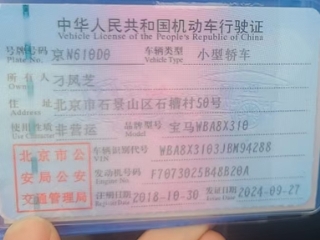 中华人民共和国机动车行驶证
Vehicle License of the People's Republic of China
号牌号码 京N610D0 车辆类型 小型轿车
Plate No. Vehicle Type
所有人 刁凤芝
Owner
住址 北京市石景山区石槽村50号
Address
使用性质 非营运 品牌型号 宝马WBA8X310
Use Character Model
北京市公 车辆识别代号 WBA8X3103JBM94288
安局公安 VIN
交通管理局 发动机号码 F7073025B48B20A
Engine No.
注册日期 2018-10-30 发证日期 2024-09-27
Register Date Issue Date